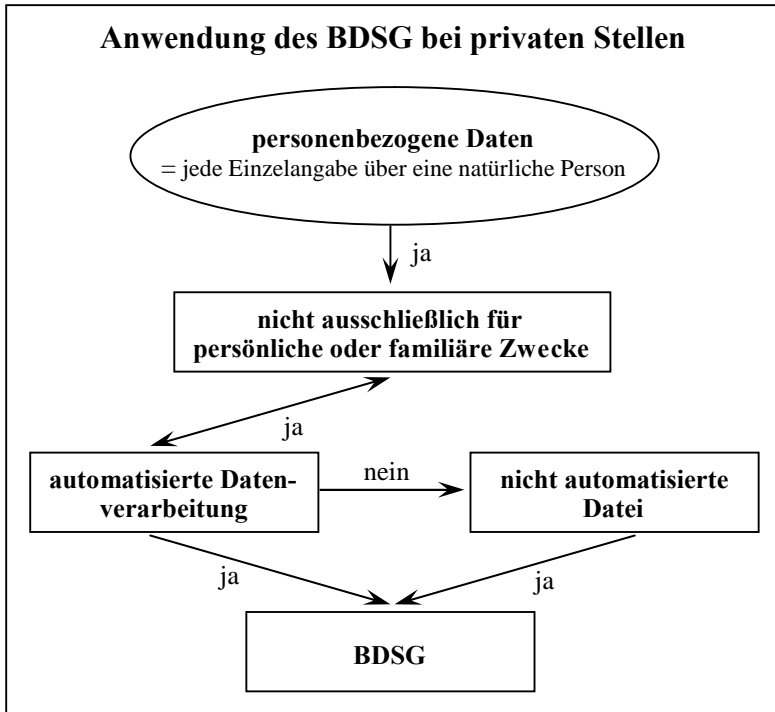 Anwendung des BDSG bei privaten Stellen
personenbezogene Daten
= jede Einzelangabe über eine natürliche Person
ja
nicht ausschließlich für
persönliche oder familiäre Zwecke
ja
automatisierte Daten-
verarbeitung
nein
nicht automatisierte
Datei
ja
ja
BDSG